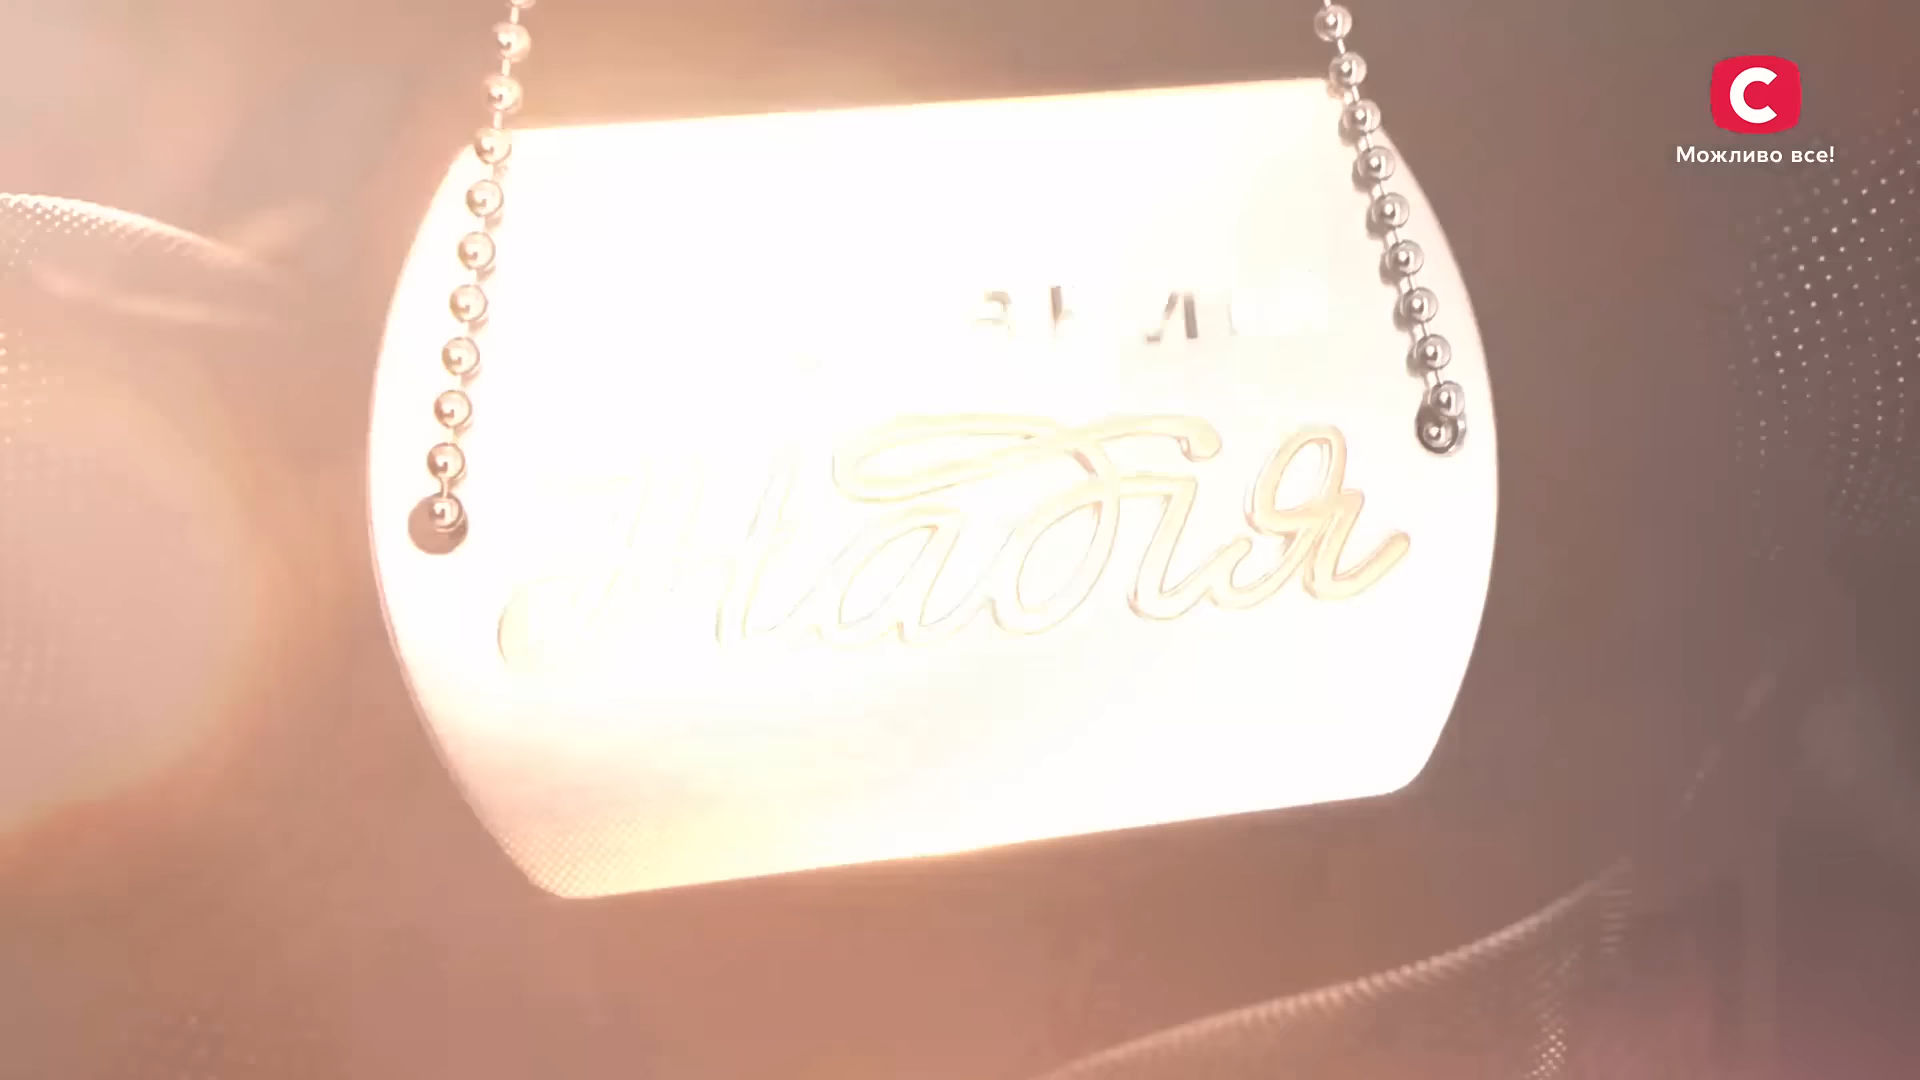 Можливо все!
Надія